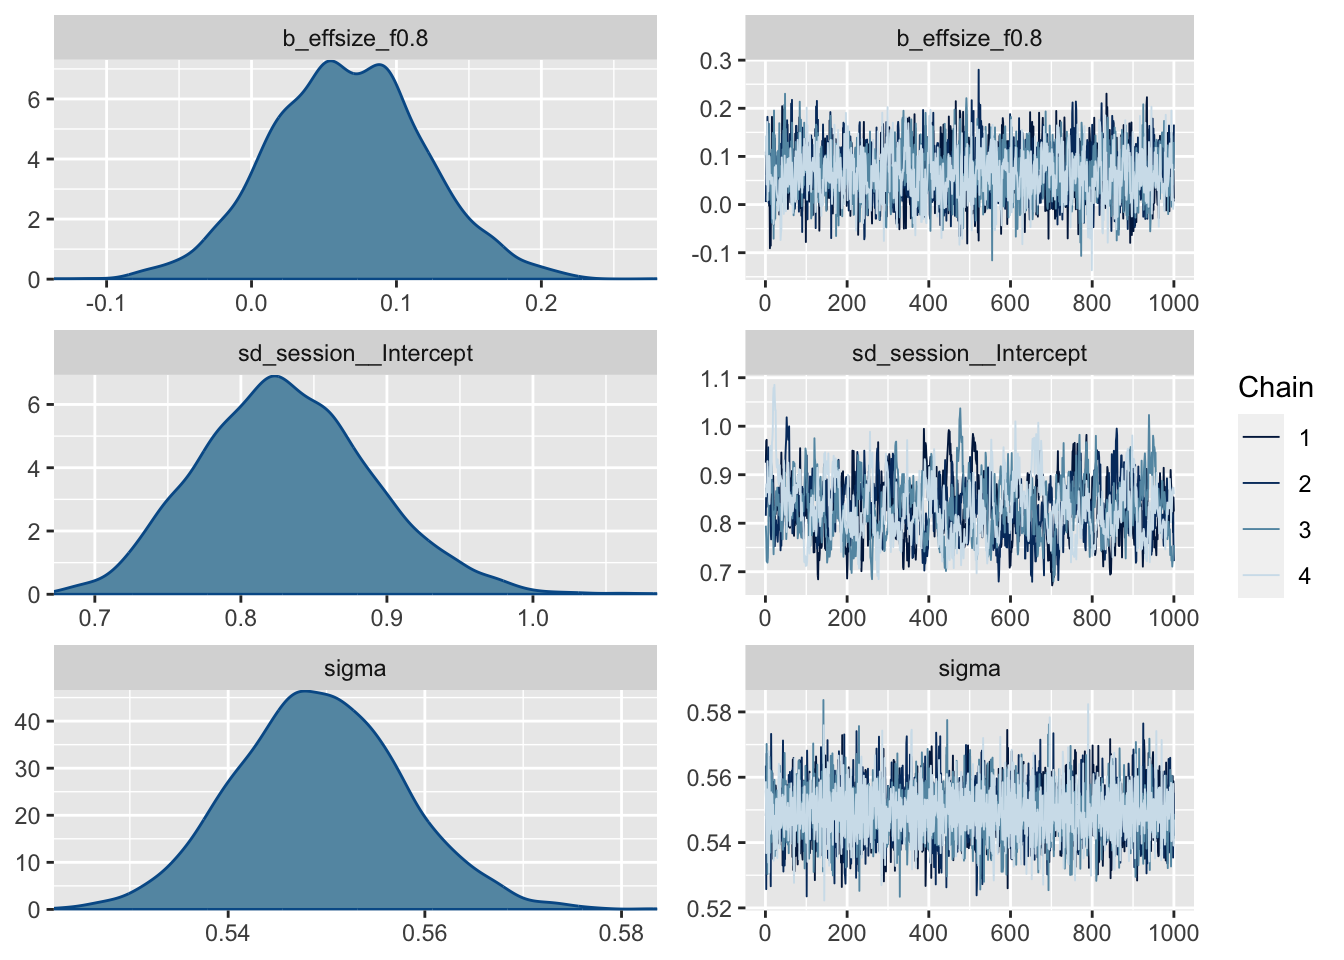 b_effsize_f0.8
6
4
2
0
-0.1 0.0 0.1 0.2
b_effsize_f0.8
0.3
0.2
0.1
0.0
-0.1
0 200 400 600 800 1000
sd_session__Intercept
6
4
2
0
0.7 0.8 0.9 1.0
sd_session__Intercept
1.1
1.0
0.9
0.8
0.7
0 200 400 600 800 1000
sigma
40
30
20
10
0
0.54 0.56 0.58
sigma
0.58
0.56
0.54
0.52
0 200 400 600 800 1000
Chain
1
2
3
4